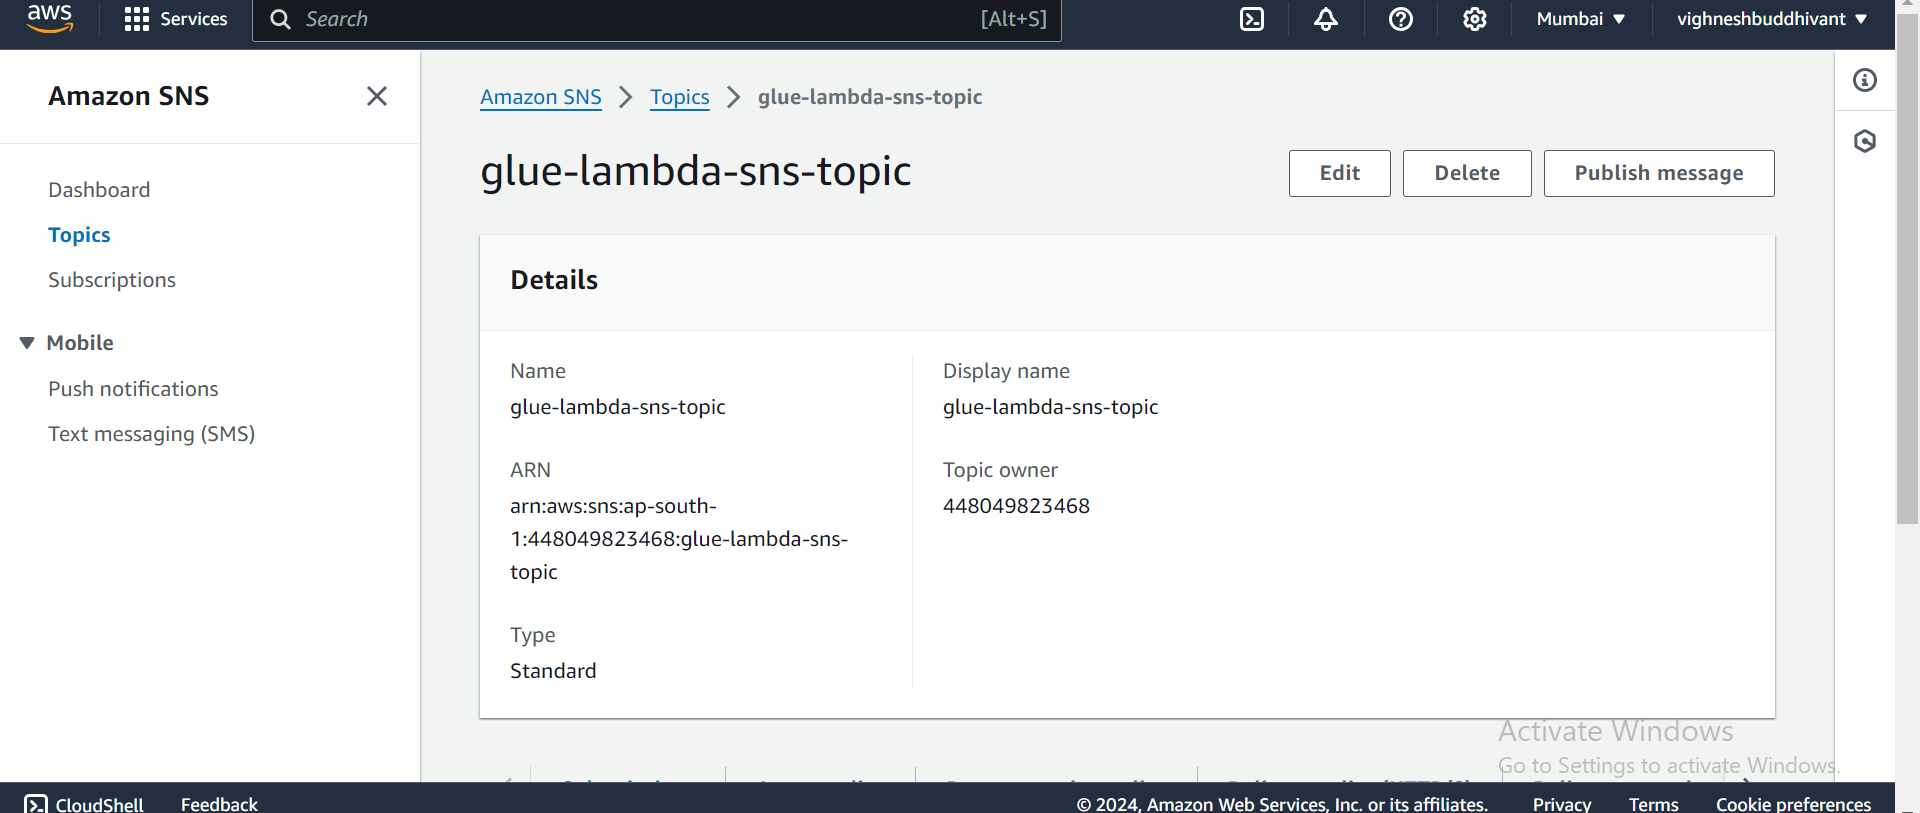 aws
Services
Search
[Alt+S]
Mumbai
vighneshbuddhivant
Amazon SNS
Dashboard
Topics
Subscriptions
Mobile
Push notifications
Text messaging (SMS)
Amazon SNS
Topics
glue-lambda-sns-topic
glue-lambda-sns-topic
Edit
Delete
Publish message
Details
Name
glue-lambda-sns-topic
ARN
arn:aws:sns:ap-south-
1:448049823468:glue-lambda-sns-
topic
Type
Standard
Display name
glue-lambda-sns-topic
Topic owner
448049823468
Activate Windows
Go to Settings to activate Windows.
CloudShell
Feedback
© 2024, Amazon Web Services, Inc. or its affiliates.
Privacy
Terms
Cookie preferences